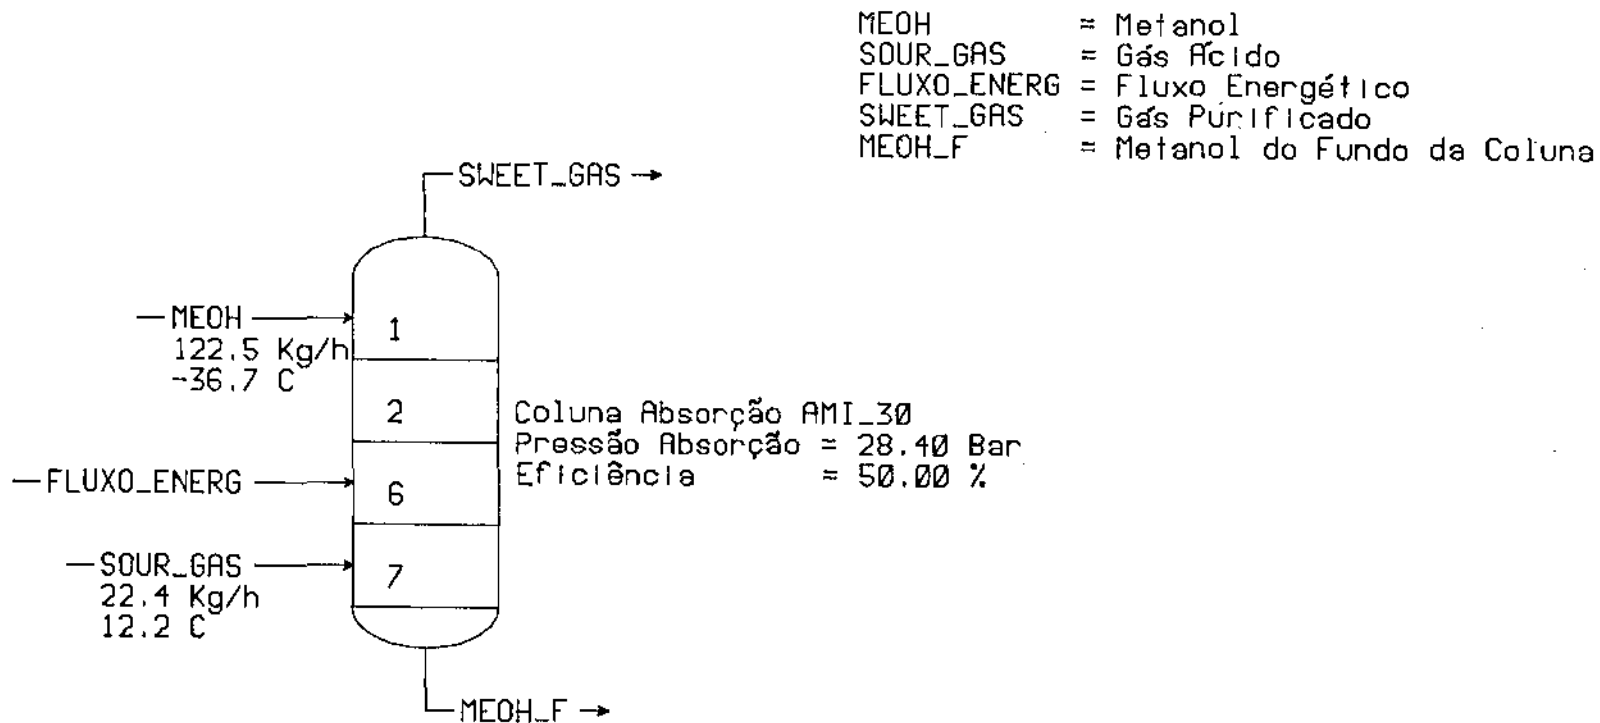 MEOH = Metanol
SOUR_GAS = Gás Ácido
FLUXO_ENERG = Fluxo Energético
SWEET_GAS = Gás Purificado
MEOH_F = Metanol do Fundo da Coluna
SWEET_GAS
MEOH
122.5 Kg/h
-36.7 C
1
2
Coluna Absorção AMI_30
Pressão Absorção = 28.40 Bar
Eficiência = 50.00 %
FLUXO_ENERG
6
SOUR_GAS
22.4 Kg/h
12.2 C
7
MEOH_F